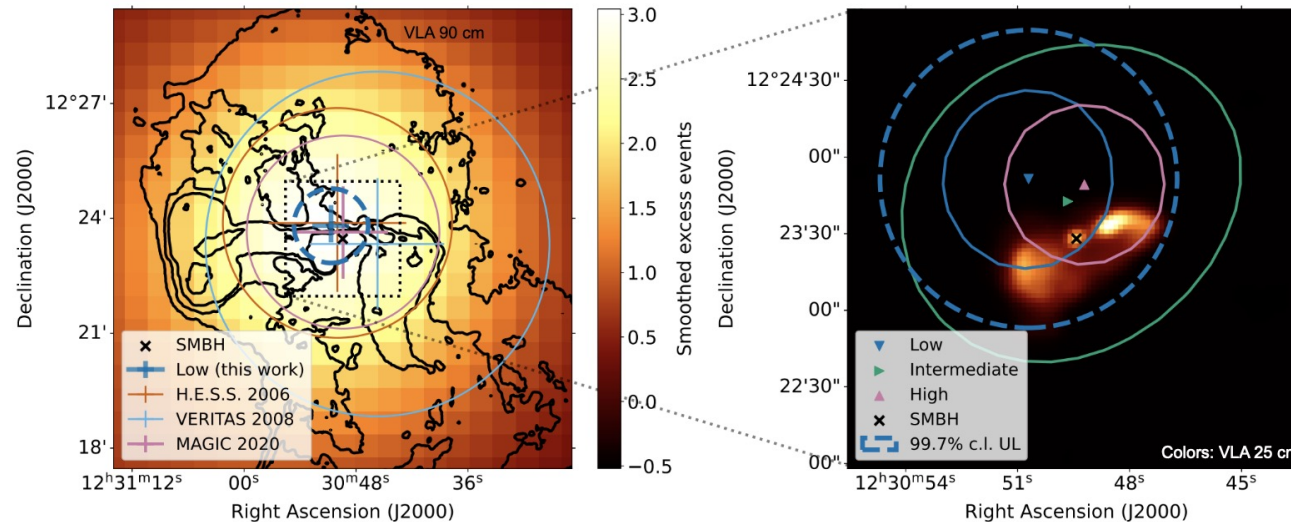 VLA 90 cm
12°27'
24'
21'
18'
Declination (J2000)
SMBH
Low (this work)
H.E.S.S. 2006
VERITAS 2008
MAGIC 2020
12ʰ31ᵐ12ˢ
00ˢ
30ᵐ48ˢ
36ˢ
Right Ascension (J2000)
3.0
2.5
2.0
1.5
1.0
0.5
0.0
−0.5
Smoothed excess events
12°24'30"
00"
23'30"
00"
22'30"
00"
Declination (J2000)
Low
Intermediate
High
SMBH
99.7% c.l. UL
Colors: VLA 25 cm
12ʰ30ᵐ54ˢ
51ˢ
48ˢ
45ˢ
Right Ascension (J2000)